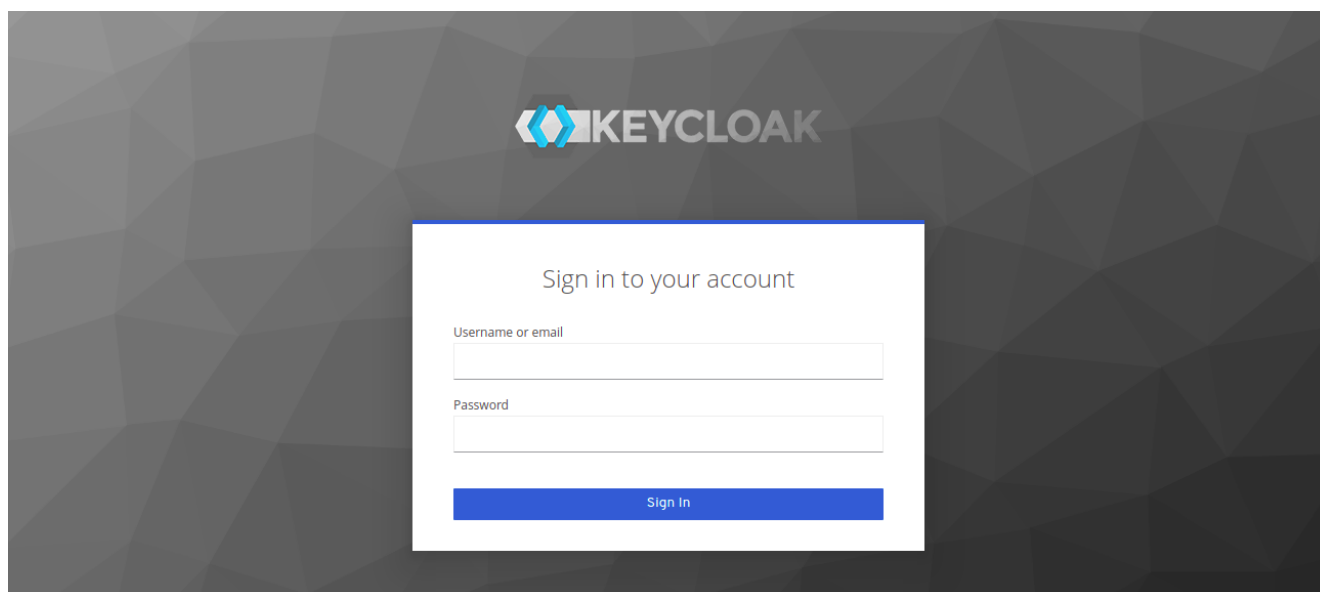 KEYCLOAK
Sign in to your account
Username or email
Password
Sign In